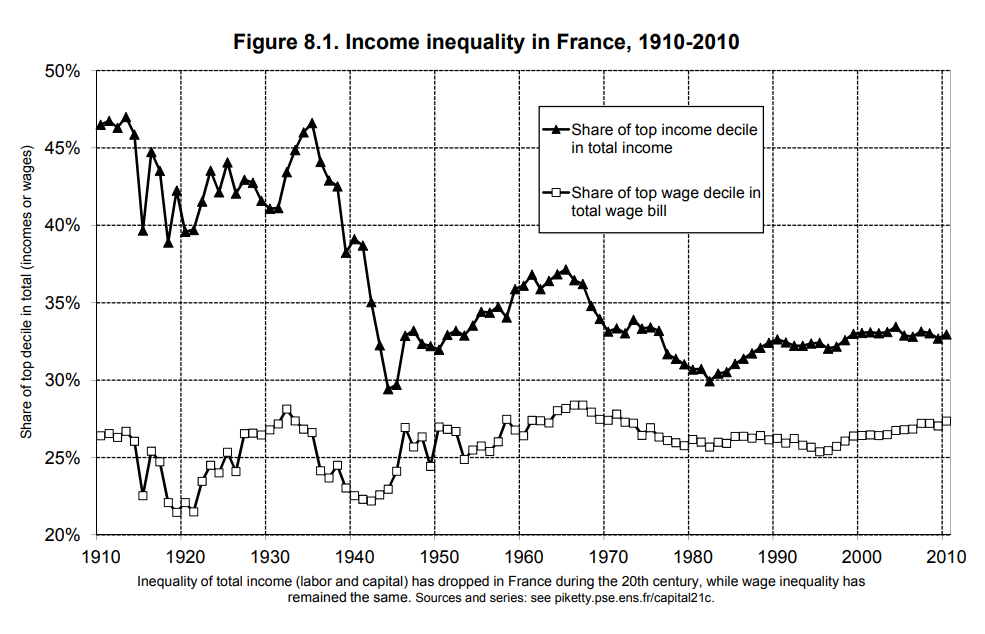 Figure 8.1. Income inequality in France, 1910-2010
50%
45%
40%
35%
30%
25%
20%
Share of top decile in total (incomes or wages)
Share of top income decile
in total income
Share of top wage decile in
total wage bill
1910 1920 1930 1940 1950 1960 1970 1980 1990 2000 2010
Inequality of total income (labor and capital) has dropped in France during the 20th century, while wage inequality has
remained the same. Sources and series: see piketty.pse.ens.fr/capital21c.